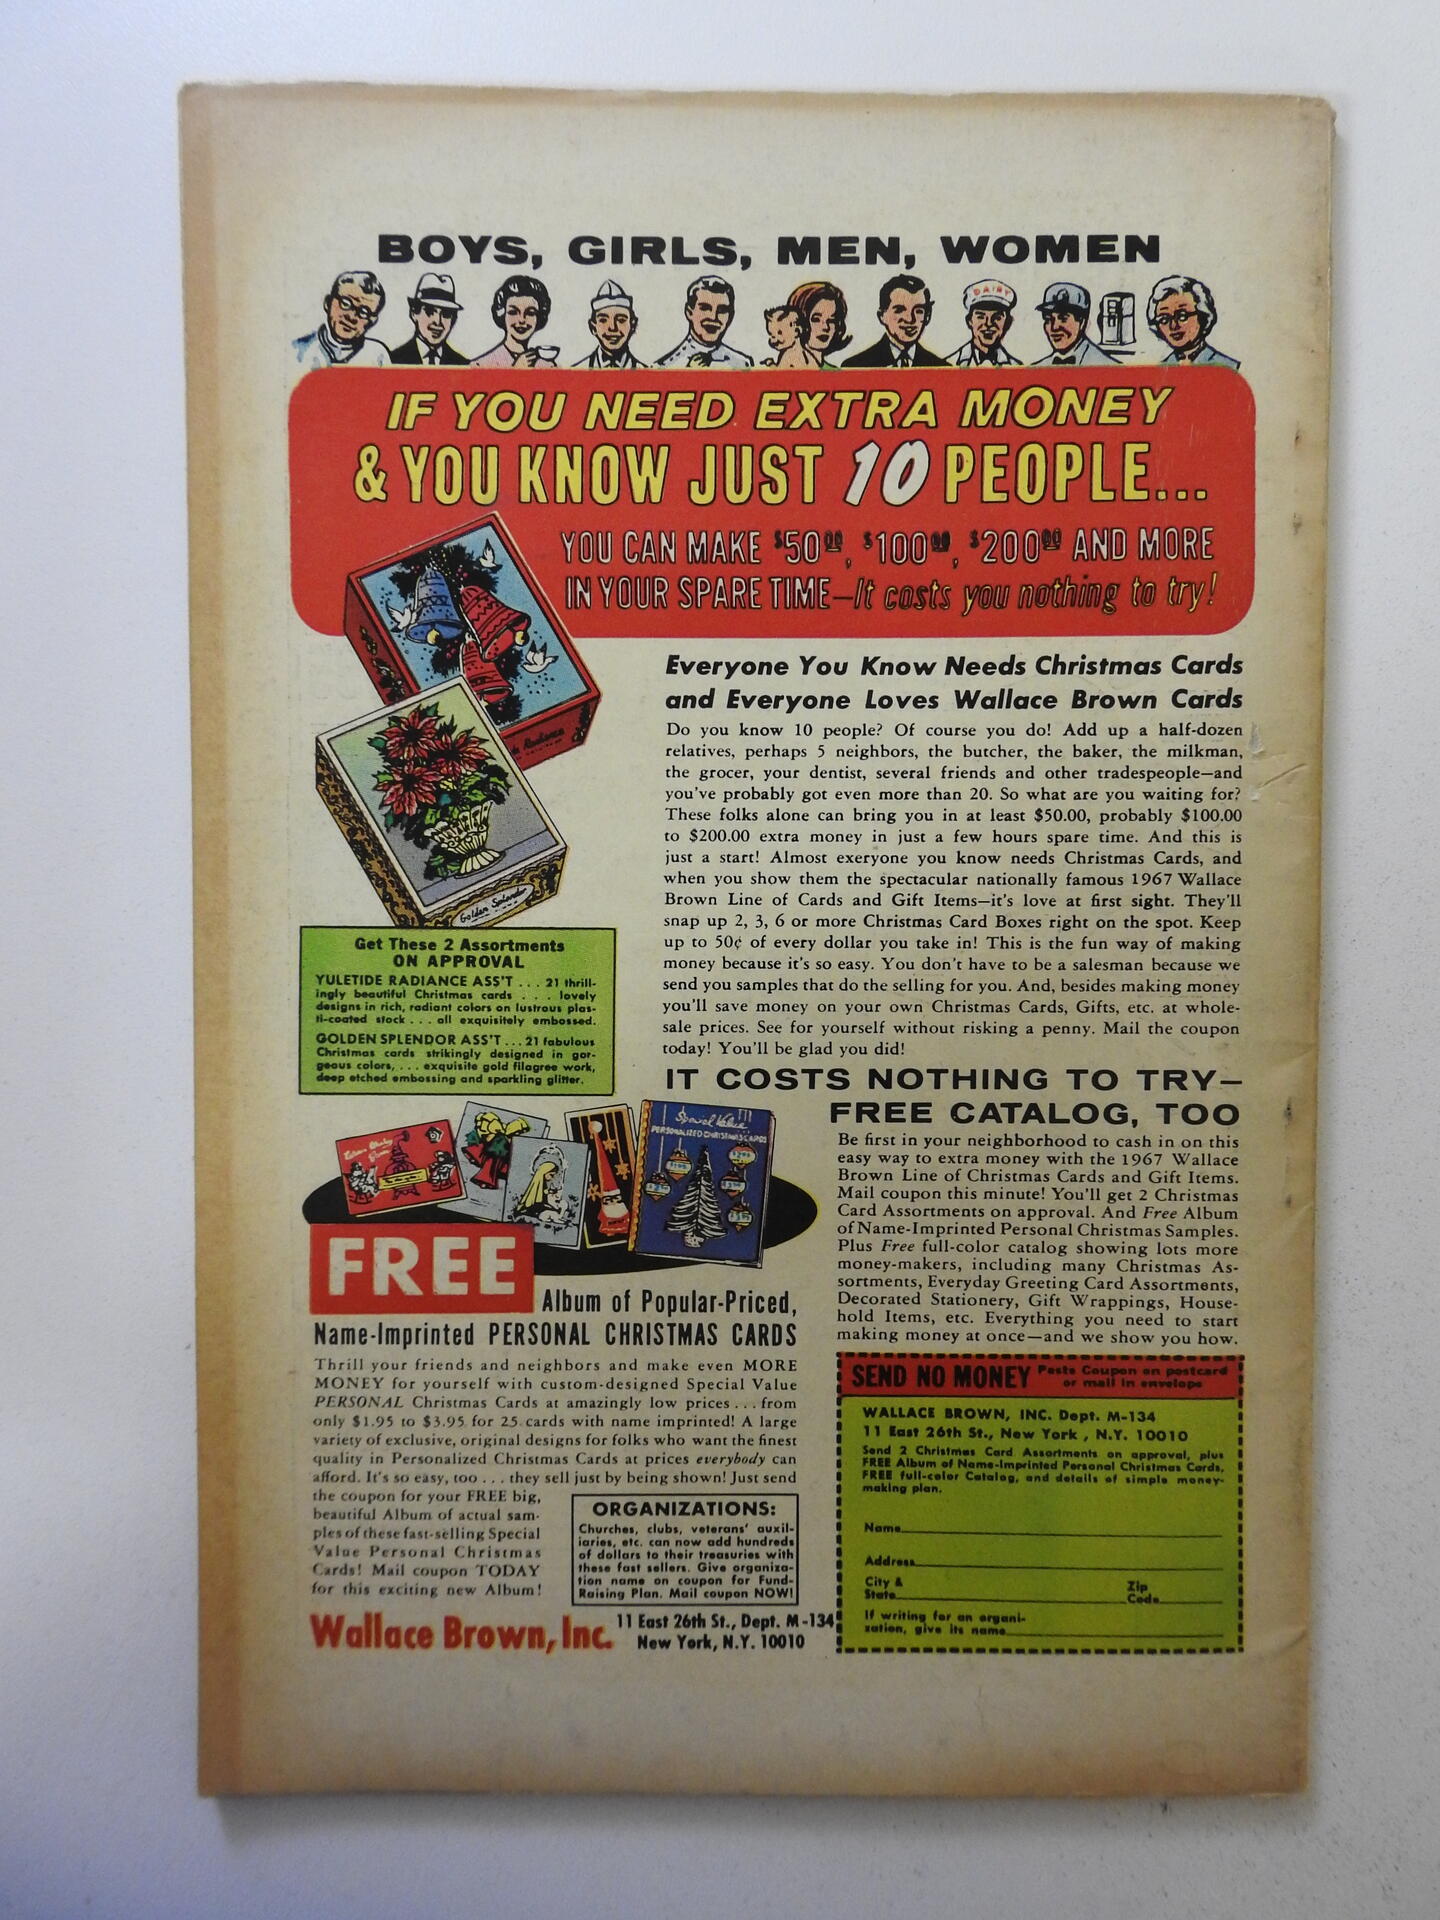 BOYS, GIRLS, MEN, WOMEN
DAIRY
IF YOU NEED EXTRA MONEY
& YOU KNOW JUST 10 PEOPLE...
YOU CAN MAKE $50.00, $100.00, $200.00 AND MORE
IN YOUR SPARE TIME—It costs you nothing to try!
Radiance
Golden Splendor
Get These 2 Assortments
ON APPROVAL
YULETIDE RADIANCE ASS'T . . . 21 thrill-
ingly beautiful Christmas cards . . . lovely
designs in rich, radiant colors on lustrous plas-
ti-coated stock . . . all exquisitely embossed.
GOLDEN SPLENDOR ASS'T . . . 21 fabulous
Christmas cards strikingly designed in gor-
geous colors, . . . exquisite gold filagree work,
deep etched embossing and sparkling glitter.
Everyone You Know Needs Christmas Cards
and Everyone Loves Wallace Brown Cards
Do you know 10 people? Of course you do! Add up a half-dozen
relatives, perhaps 5 neighbors, the butcher, the baker, the milkman,
the grocer, your dentist, several friends and other tradespeople—and
you've probably got even more than 20. So what are you waiting for?
These folks alone can bring you in at least $50.00, probably $100.00
to $200.00 extra money in just a few hours spare time. And this is
just a start! Almost exeryone you know needs Christmas Cards, and
when you show them the spectacular nationally famous 1967 Wallace
Brown Line of Cards and Gift Items—it's love at first sight. They'll
snap up 2, 3, 6 or more Christmas Card Boxes right on the spot. Keep
up to 50¢ of every dollar you take in! This is the fun way of making
money because it's so easy. You don't have to be a salesman because we
send you samples that do the selling for you. And, besides making money
you'll save money on your own Christmas Cards, Gifts, etc. at whole-
sale prices. See for yourself without risking a penny. Mail the coupon
today! You'll be glad you did!
IT COSTS NOTHING TO TRY—
FREE CATALOG, TOO
Be first in your neighborhood to cash in on this
easy way to extra money with the 1967 Wallace
Brown Line of Christmas Cards and Gift Items.
Mail coupon this minute! You'll get 2 Christmas
Card Assortments on approval. And Free Album
of Name-Imprinted Personal Christmas Samples.
Plus Free full-color catalog showing lots more
money-makers, including many Christmas As-
sortments, Everyday Greeting Card Assortments,
Decorated Stationery, Gift Wrappings, House-
hold Items, etc. Everything you need to start
making money at once—and we show you how.
Special Value
PERSONALIZED CHRISTMAS CARDS
FREE
Album of Popular-Priced,
Name-Imprinted PERSONAL CHRISTMAS CARDS
Thrill your friends and neighbors and make even MORE
MONEY for yourself with custom-designed Special Value
PERSONAL Christmas Cards at amazingly low prices . . . from
only $1.95 to $3.95 for 25 cards with name imprinted! A large
variety of exclusive, original designs for folks who want the finest
quality in Personalized Christmas Cards at prices everybody can
afford. It's so easy, too . . . they sell just by being shown! Just send
the coupon for your FREE big,
beautiful Album of actual sam-
ples of these fast-selling Special
Value Personal Christmas
Cards! Mail coupon TODAY
for this exciting new Album!
ORGANIZATIONS:
Churches, clubs, veterans' auxil-
iaries, etc. can now add hundreds
of dollars to their treasuries with
these fast sellers. Give organiza-
tion name on coupon for Fund-
Raising Plan. Mail coupon NOW!
Wallace Brown, Inc.
11 East 26th St., Dept. M-134
New York, N.Y. 10010
SEND NO MONEY Paste Coupon on postcard
or mail in envelope
WALLACE BROWN, INC. Dept. M-134
11 East 26th St., New York , N.Y. 10010
Send 2 Christmas Card Assortments on approval, plus
FREE Album of Name-Imprinted Personal Christmas Cards,
FREE full-color Catalog, and details of simple money-
making plan.
Name
Address
City &
State
Zip
Code
If writing for an organi-
zation, give its name